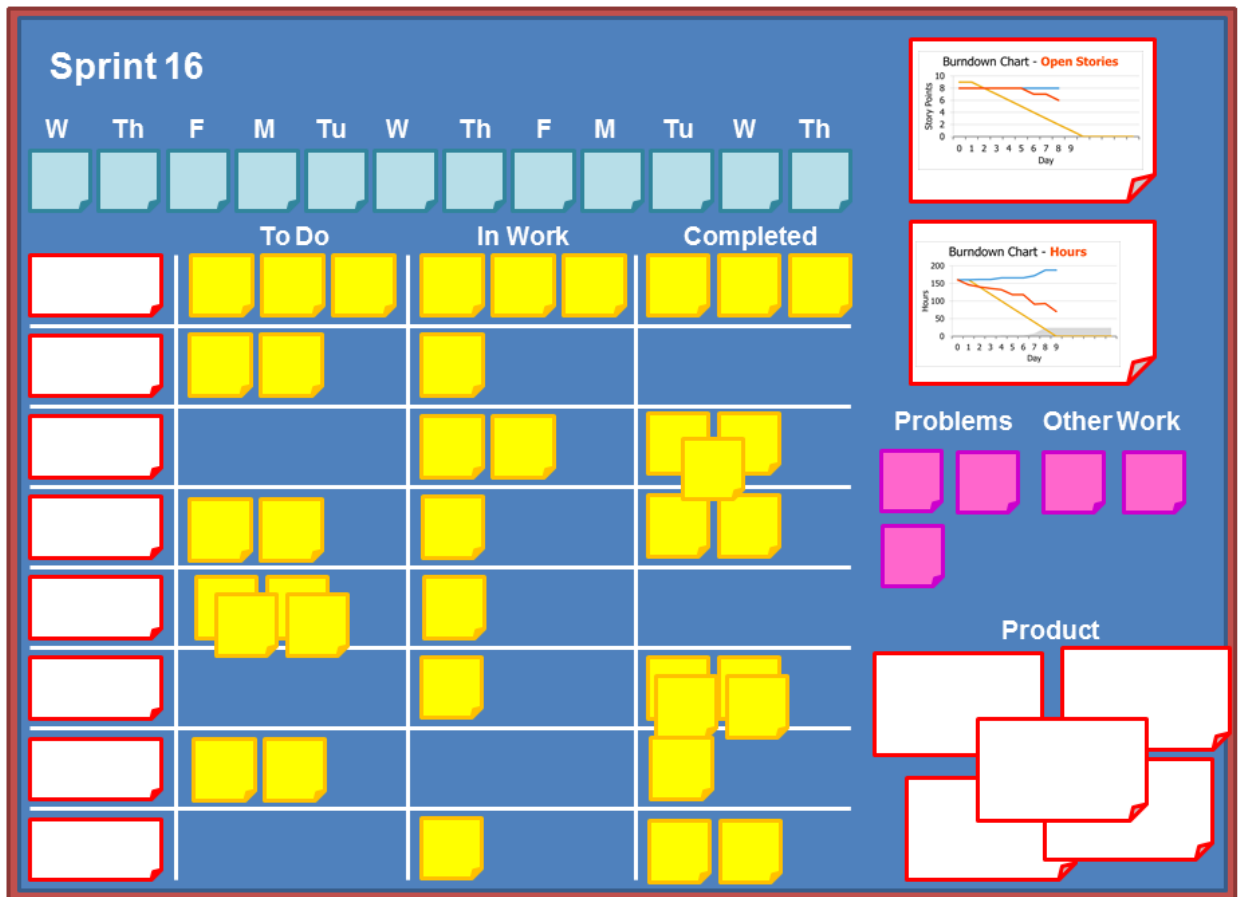 Sprint 16
W Th F M Tu W Th F M Tu W Th
To Do In Work Completed
Burndown Chart - Open Stories
Story Points
10
8
6
4
2
0
0 1 2 3 4 5 6 7 8 9
Day
Burndown Chart - Hours
Hours
200
150
100
50
0
0 1 2 3 4 5 6 7 8 9
Day
Problems Other Work
Product